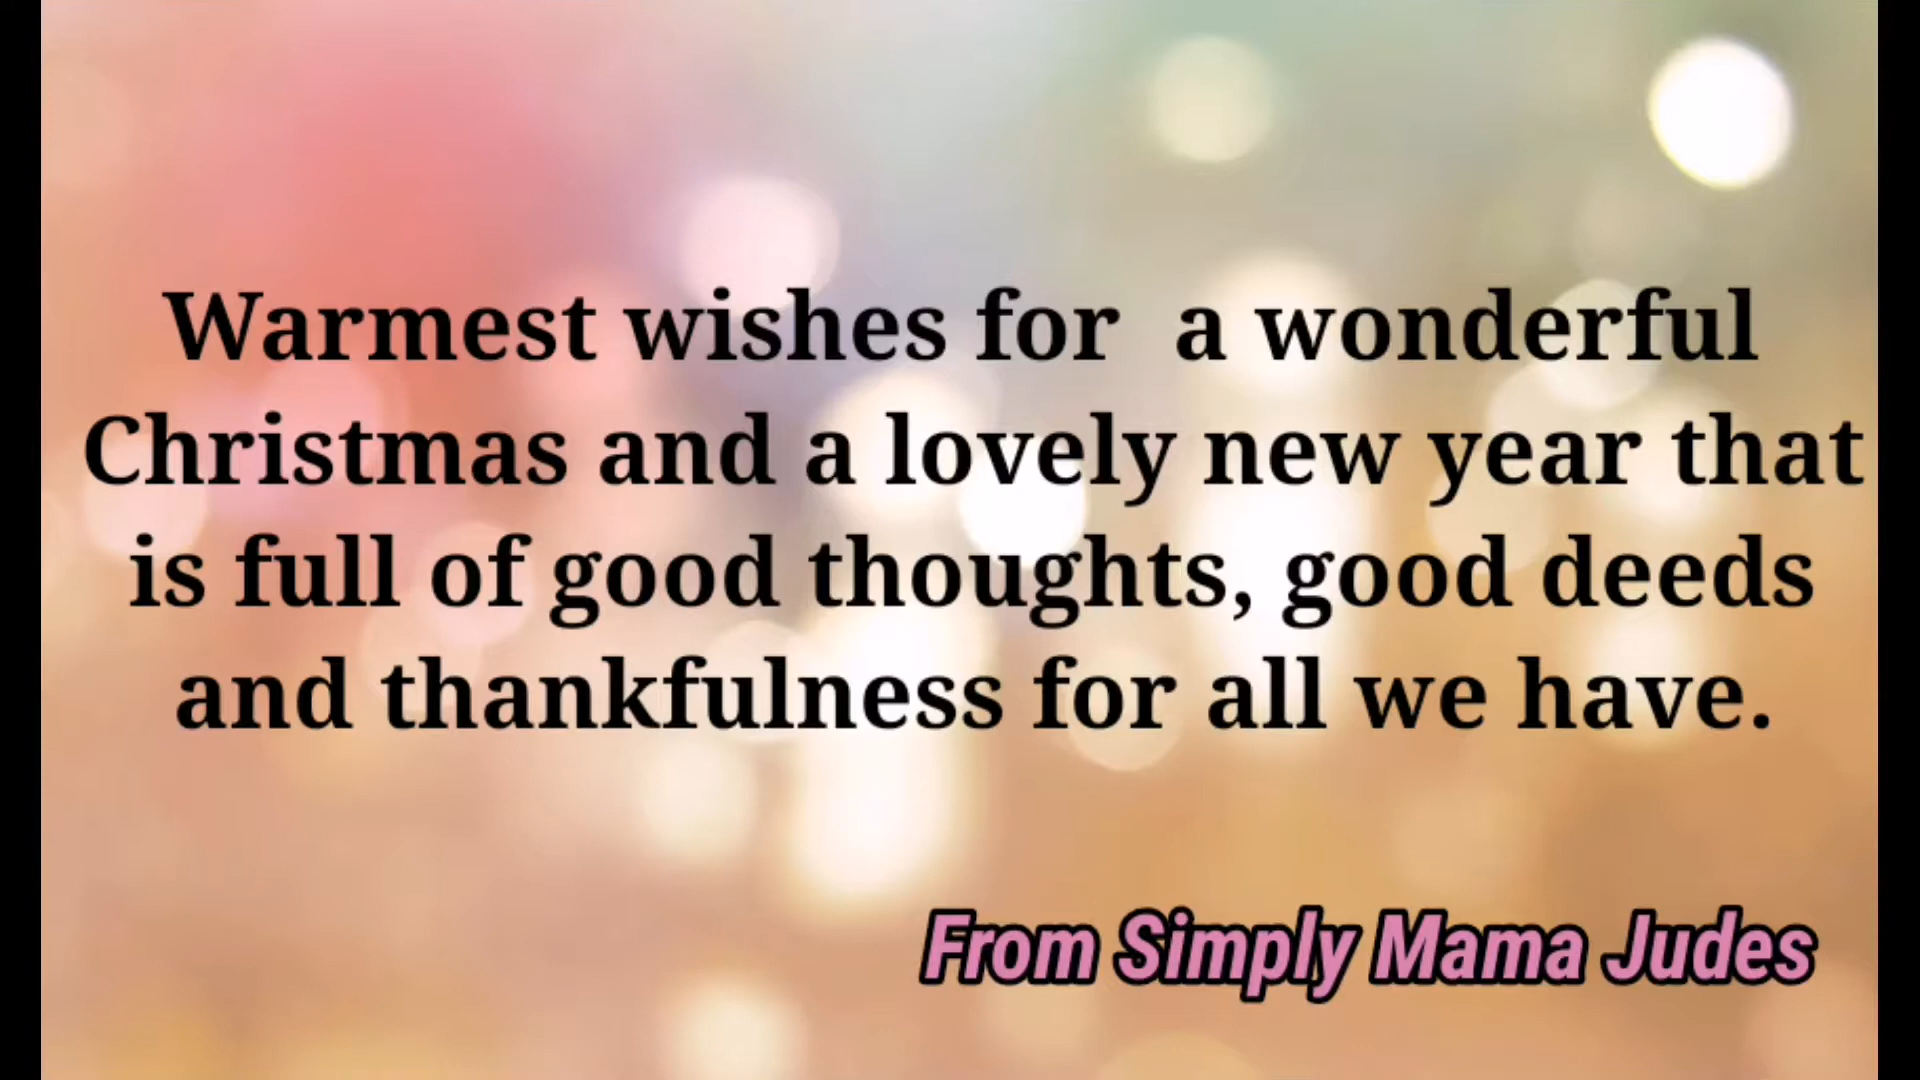 Warmest wishes for  a wonderful
Christmas and a lovely new year that
is full of good thoughts, good deeds
and thankfulness for all we have.
From Simply Mama Judes